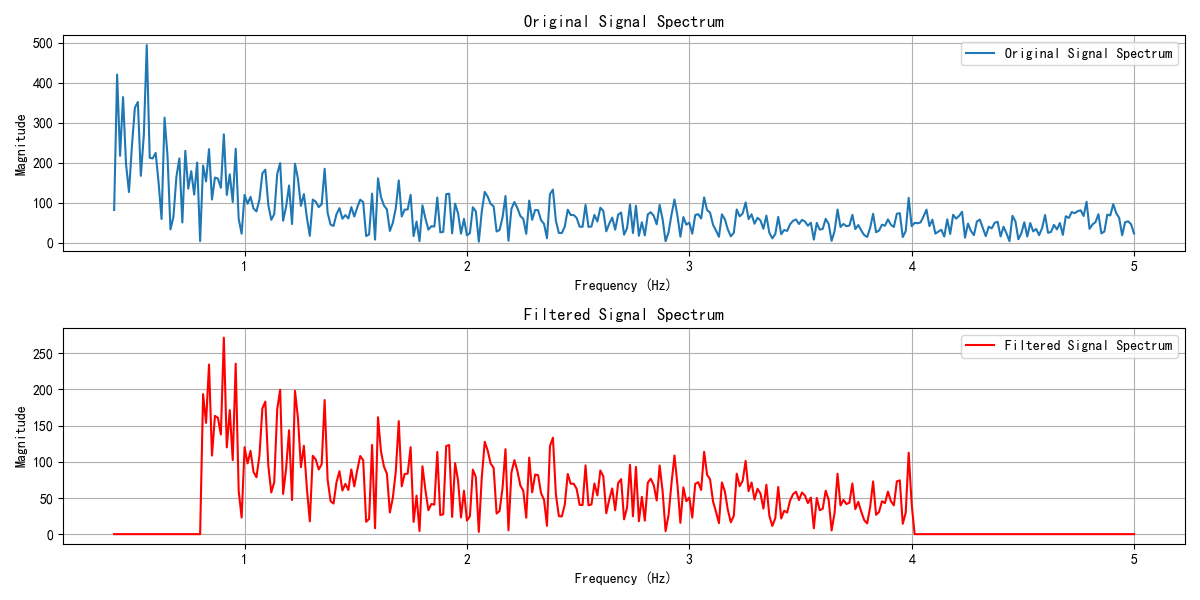 Original Signal Spectrum
Original Signal Spectrum
500
400
300
200
100
0
Magnitude
1
2
3
4
5
Frequency (Hz)
Filtered Signal Spectrum
Filtered Signal Spectrum
250
200
150
100
50
0
Magnitude
1
2
3
4
5
Frequency (Hz)